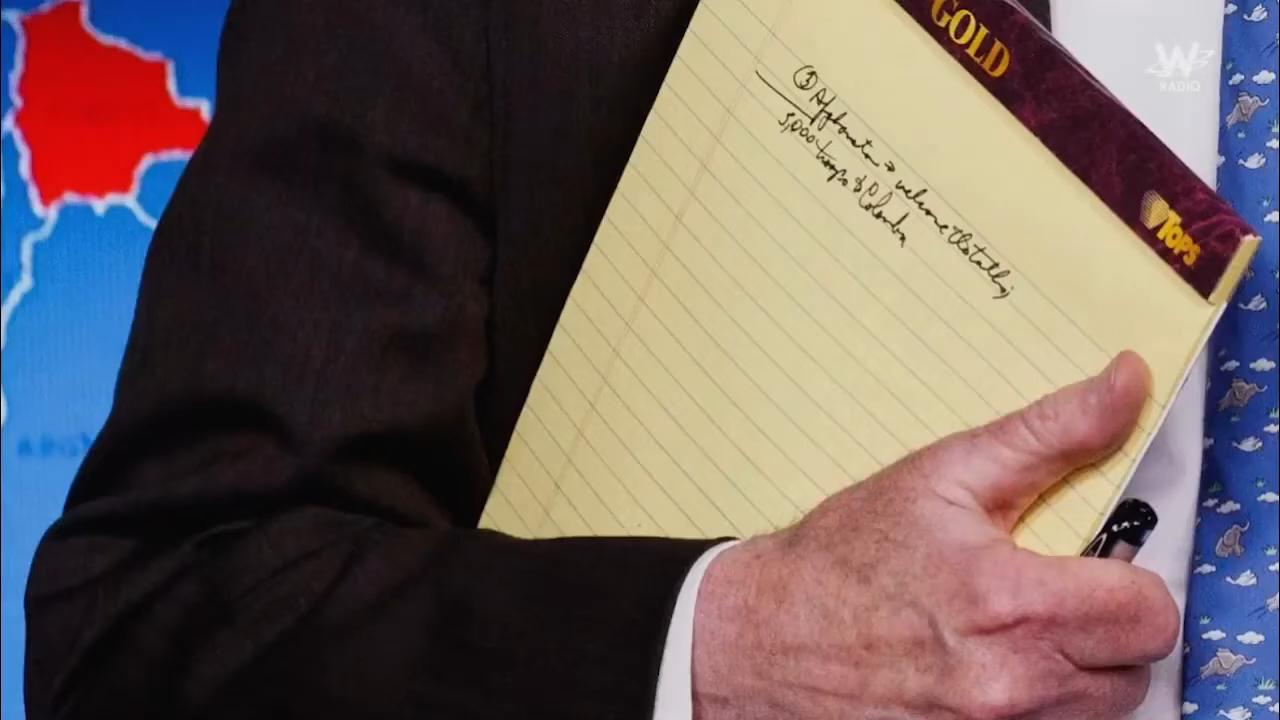 GOLD
TOPS
W
RADIO
③ Afghanistan → welcome the talks;
5,000 troops to Colombia